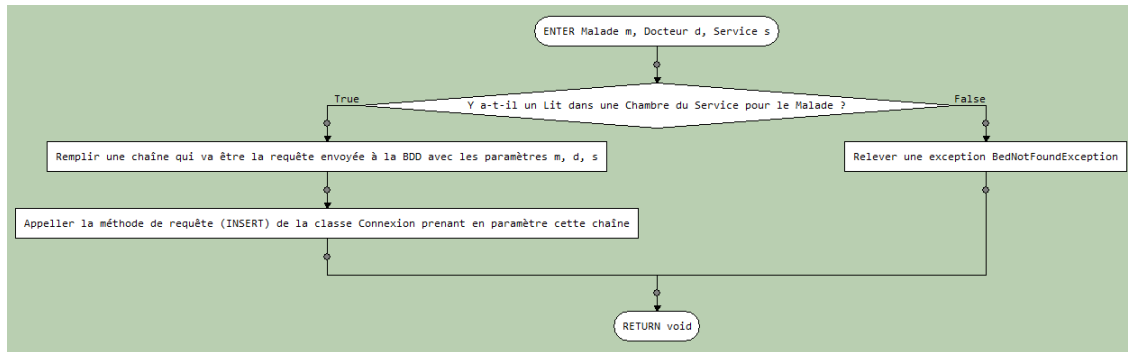 ENTER Malade m, Docteur d, Service s
True
Y a-t-il un Lit dans une Chambre du Service pour le Malade ?
False
Remplir une chaîne qui va être la requête envoyée à la BDD avec les paramètres m, d, s
Relever une exception BedNotFoundException
Appeller la méthode de requête (INSERT) de la classe Connexion prenant en paramètre cette chaîne
RETURN void